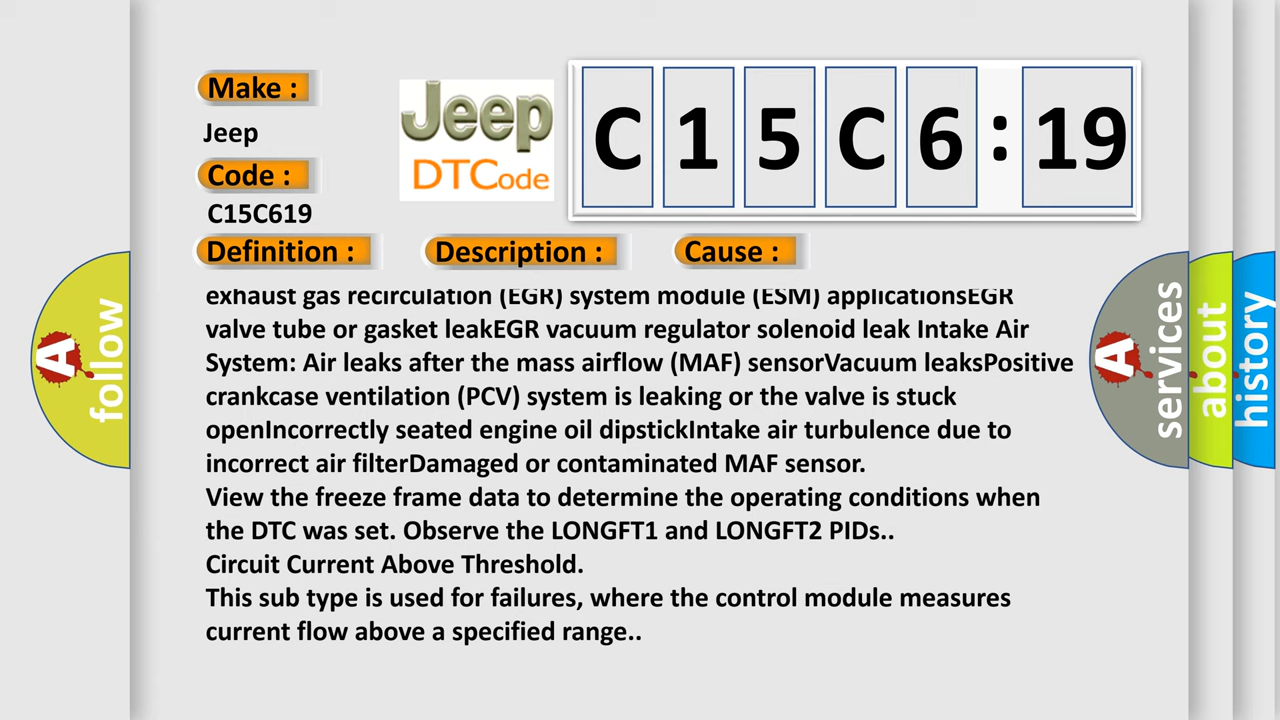 Make :
Jeep
Code :
C15C619
Jeep
DTCode
C15C6:19
Definition :
Description :
Cause :
exhaust gas recirculation (EGR) system module (ESM) applicationsEGR
valve tube or gasket leakEGR vacuum regulator solenoid leak Intake Air
System: Air leaks after the mass airflow (MAF) sensorVacuum leaksPositive
crankcase ventilation (PCV) system is leaking or the valve is stuck
openIncorrectly seated engine oil dipstickIntake air turbulence due to
incorrect air filterDamaged or contaminated MAF sensor.
View the freeze frame data to determine the operating conditions when
the DTC was set. Observe the LONGFT1 and LONGFT2 PIDs..
Circuit Current Above Threshold.
This sub type is used for failures, where the control module measures
current flow above a specified range..
A follow
A services
about
history